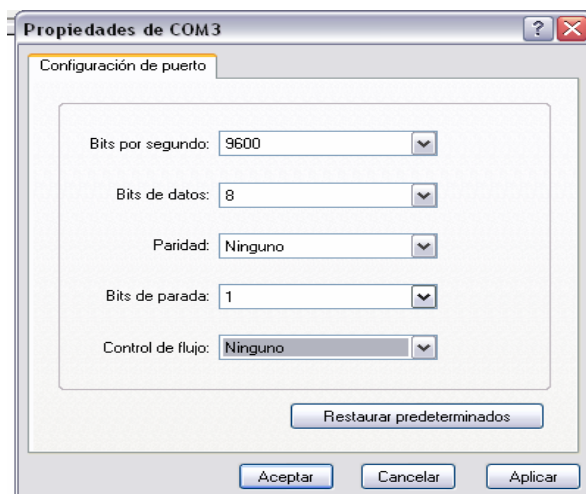 Propiedades de COM3
Configuración de puerto
Bits por segundo: 9600
Bits de datos: 8
Paridad: Ninguno
Bits de parada: 1
Control de flujo: Ninguno
Restaurar predeterminados
Aceptar Cancelar Aplicar